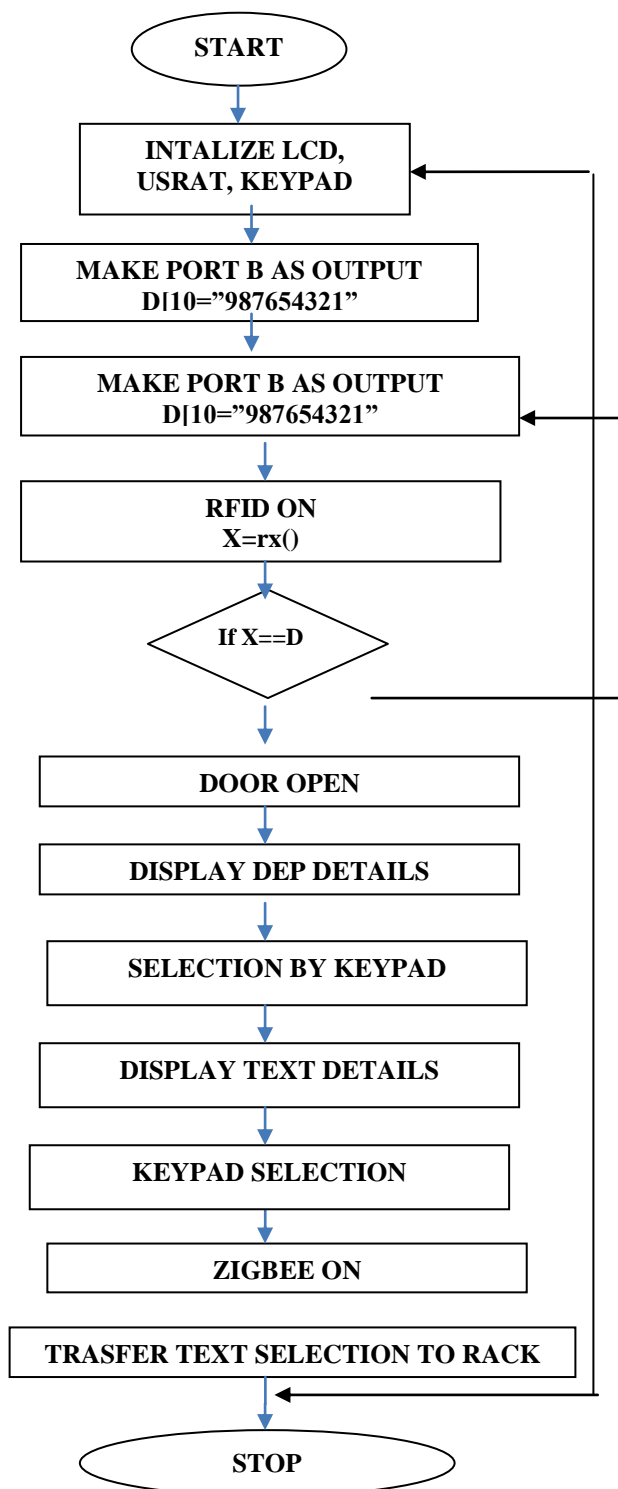 START
INTALIZE LCD,
USRAT, KEYPAD
MAKE PORT B AS OUTPUT
D[10=”987654321”
MAKE PORT B AS OUTPUT
D[10=”987654321”
RFID ON
X=rx()
If X==D
DOOR OPEN
DISPLAY DEP DETAILS
SELECTION BY KEYPAD
DISPLAY TEXT DETAILS
KEYPAD SELECTION
ZIGBEE ON
TRASFER TEXT SELECTION TO RACK
STOP